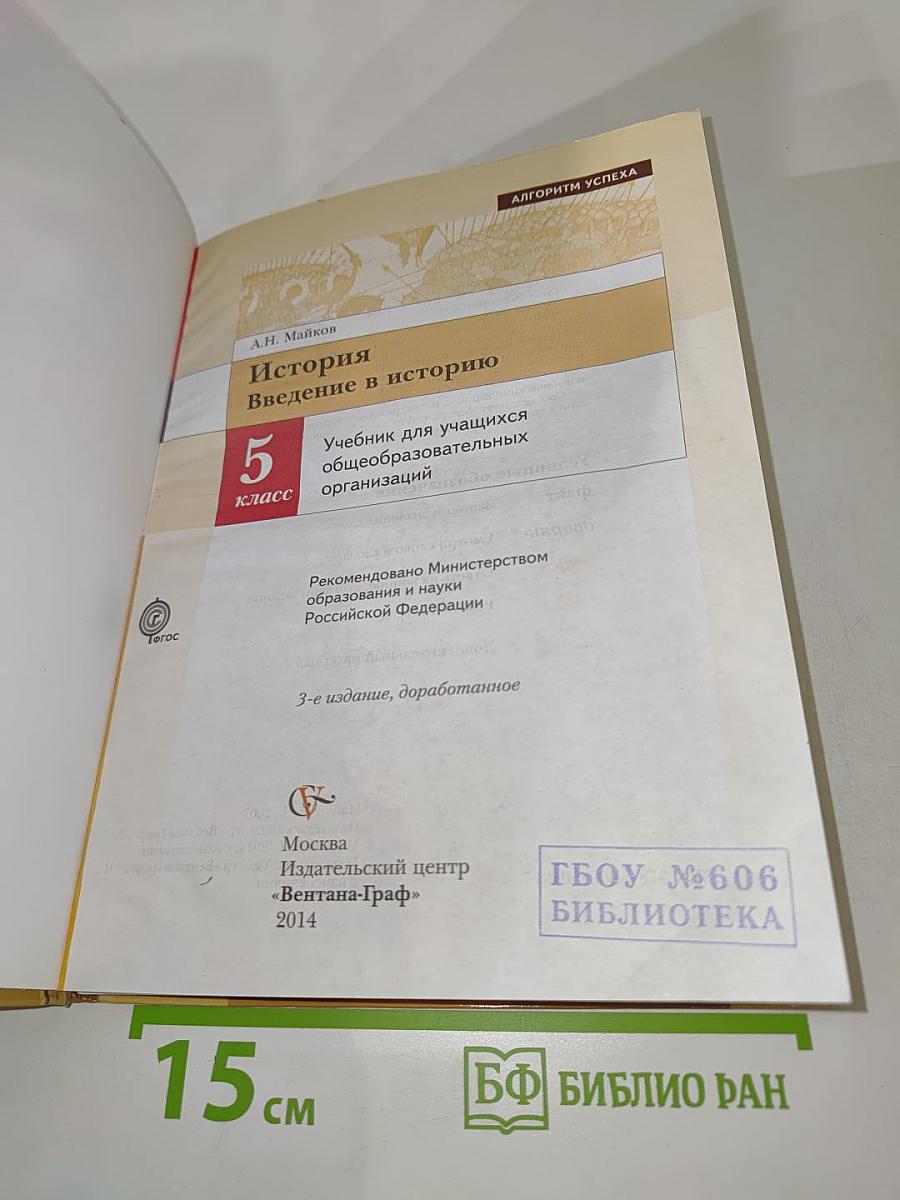 АЛГОРИТМ УСПЕХА
А.Н. Майков
История
Введение в историю
5
класс
Учебник для учащихся
общеобразовательных
организаций
Рекомендовано Министерством
образования и науки
Российской Федерации
ФГОС
3-е издание, доработанное
Москва
Издательский центр
«Вентана-Граф»
2014
ГБОУ №606
БИБЛИОТЕКА
15 см
БФ БИБЛИО ФАН